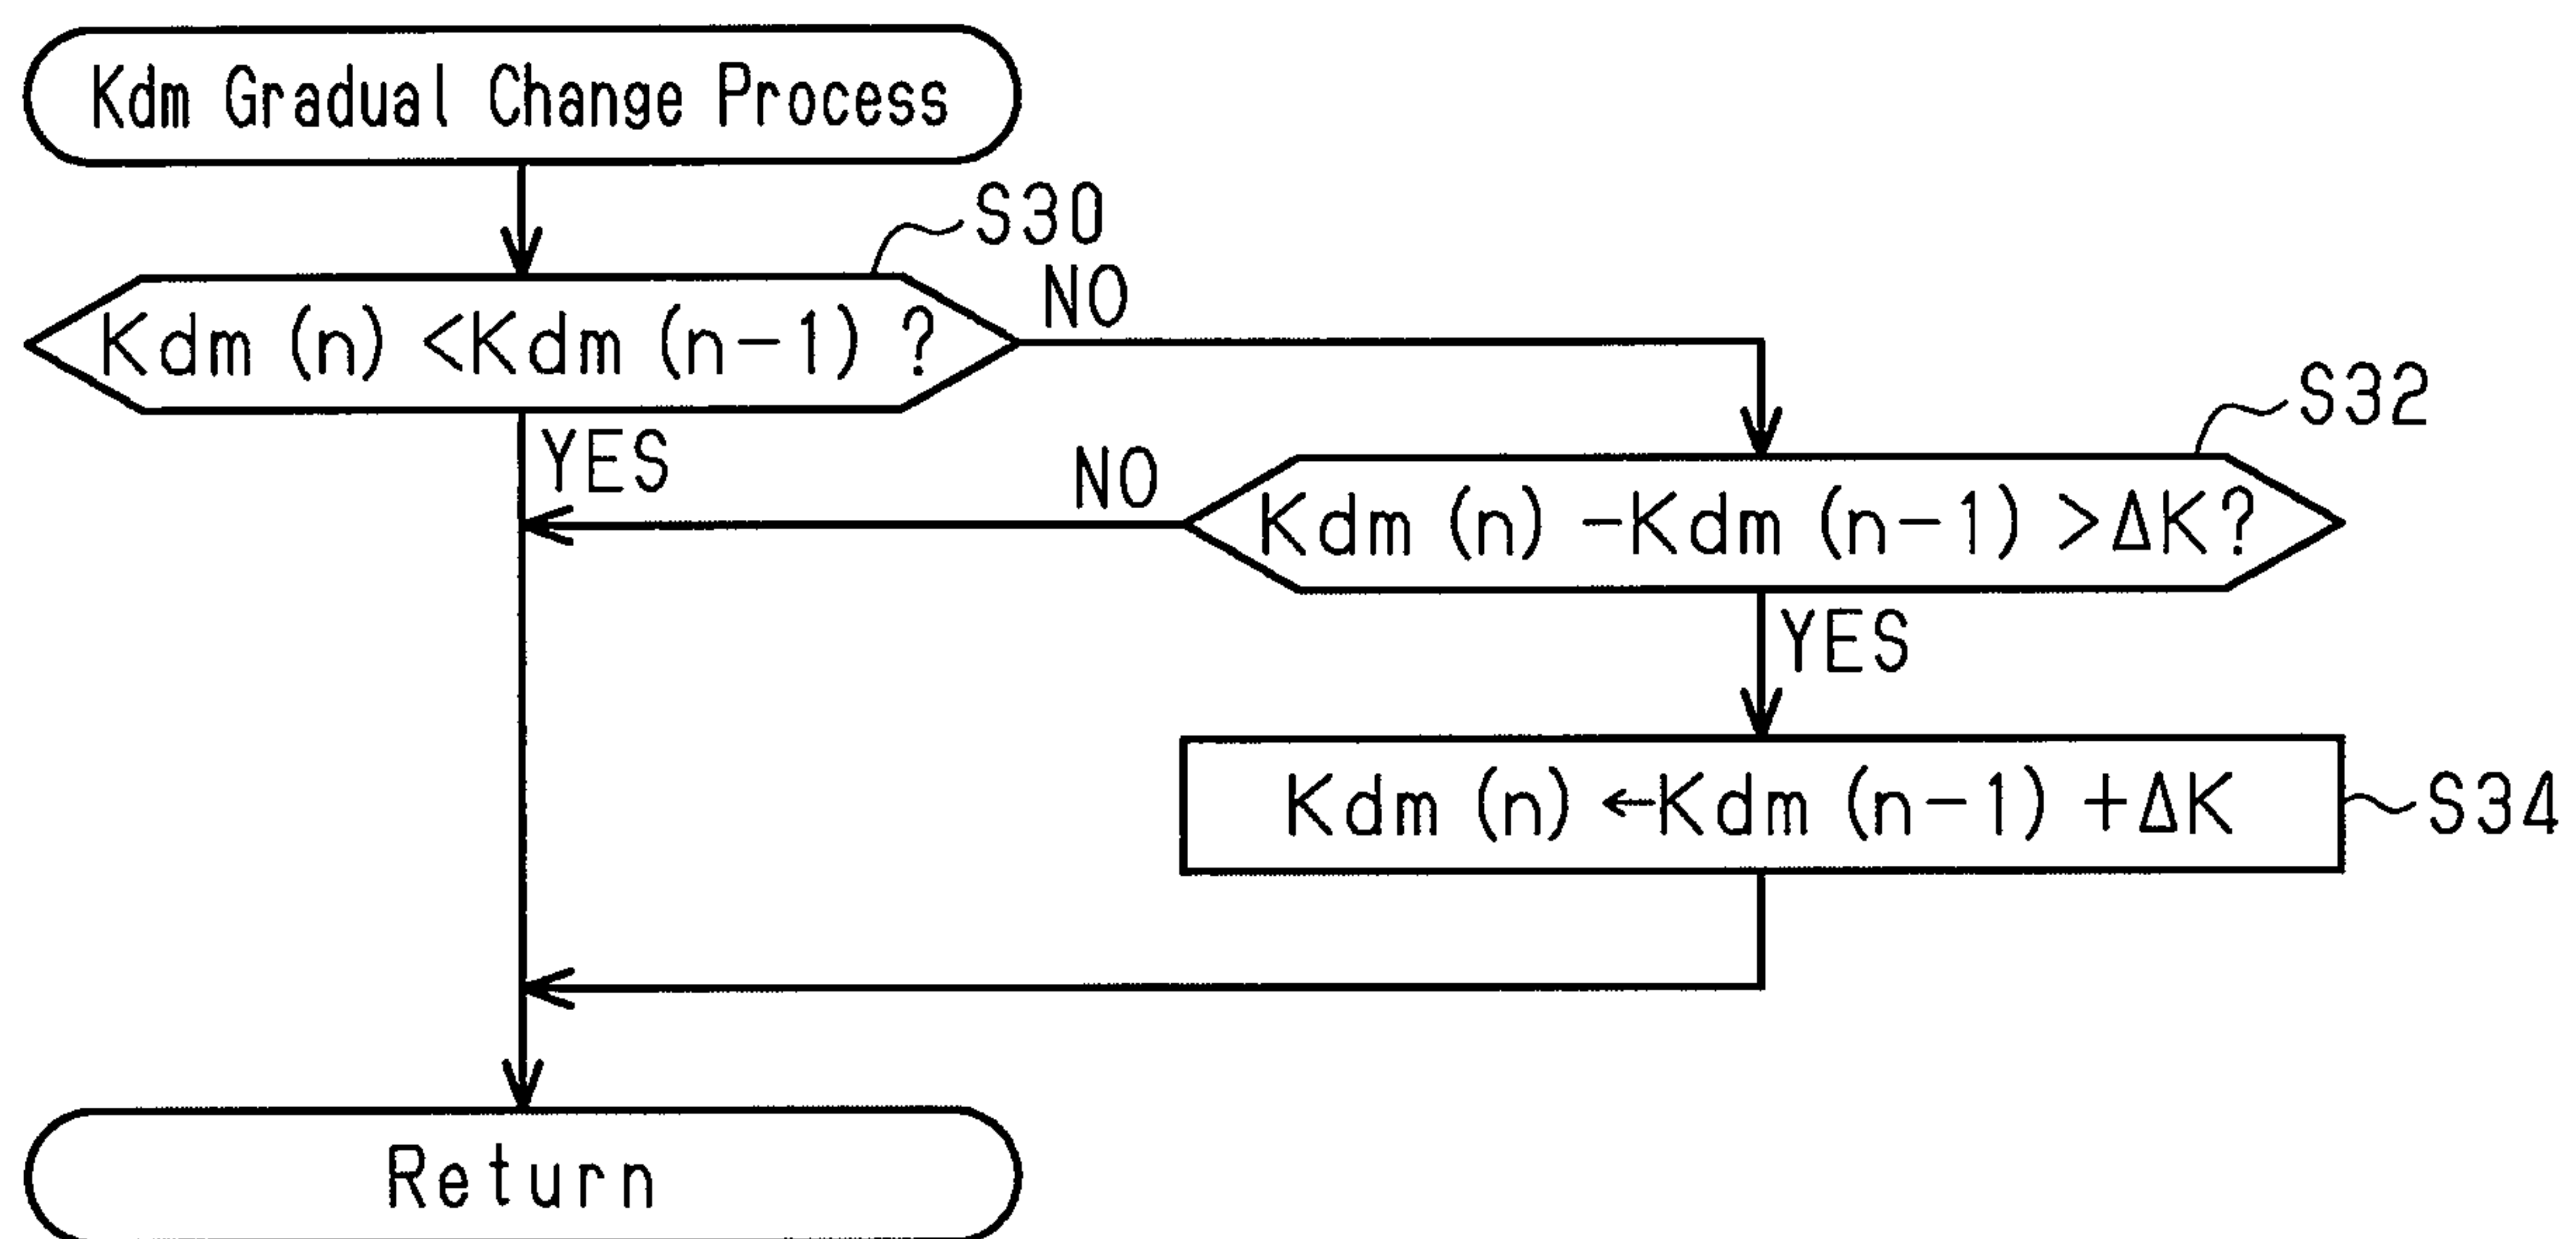 Kdm Gradual Change Process
S30
Kdm (n) <Kdm (n-1) ?
NO
YES
S32
NO
Kdm (n) -Kdm (n-1) >ΔK?
YES
Kdm (n) ←Kdm (n-1) +ΔK
S34
Return